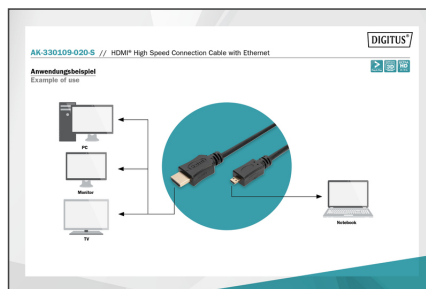 DIGITUS®
AK-330109-020-S // HDMI® High Speed Connection Cable with Ethernet
Anwendungsbeispiel
Example of use
PC
Monitor
TV
Notebook